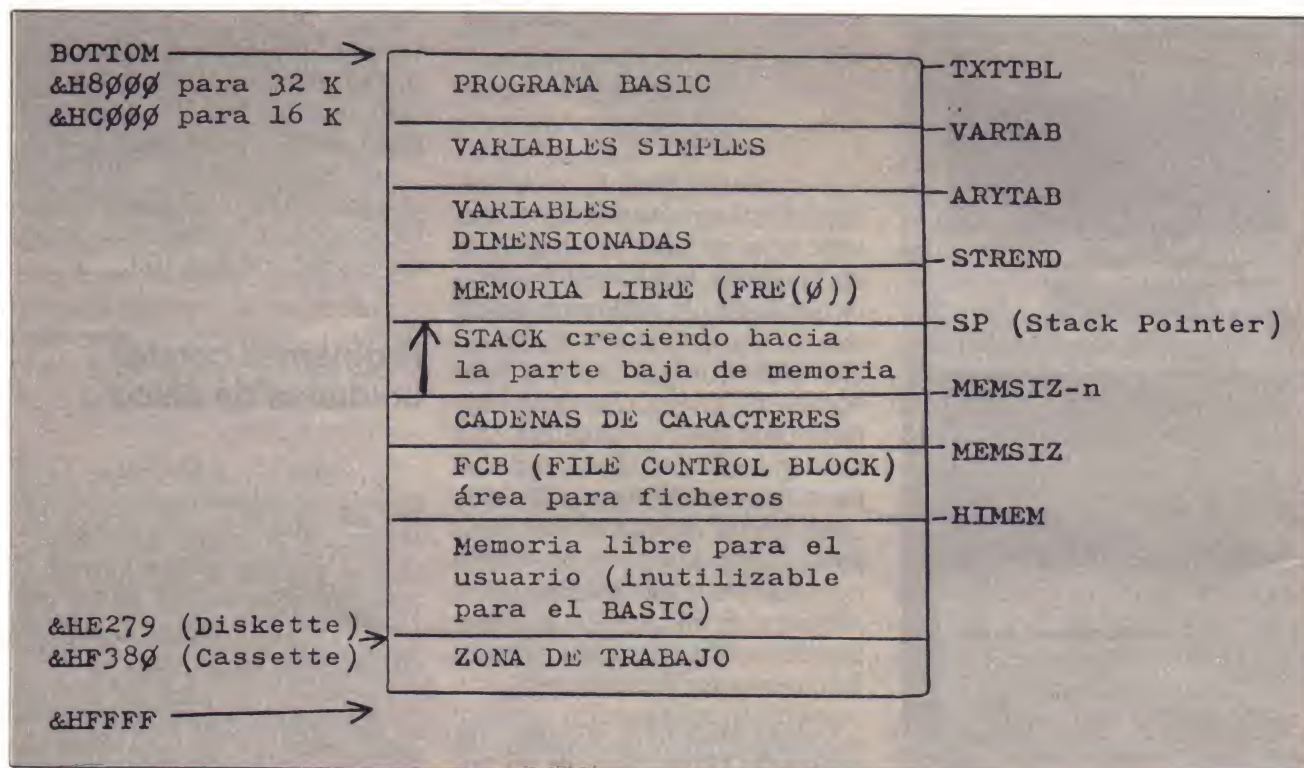 BOTTOM
&H8øøø para 32 K
&HCøøø para 16 K
PROGRAMA BASIC
TXTTBL
VARTAB
VARIABLES SIMPLES
ARYTAB
VARIABLES
DIMENSIONADAS
STREND
MEMORIA LIBRE (FRE(ø))
SP (Stack Pointer)
STACK creciendo hacia
la parte baja de memoria
MEMSIZ-n
CADENAS DE CARACTERES
MEMSIZ
FCB (FILE CONTROL BLOCK)
área para ficheros
HIMEM
Memoria libre para el
usuario (inutilizable
para el BASIC)
&HE279 (Diskette)
&HF38ø (Cassette)
ZONA DE TRABAJO
&HFFFF